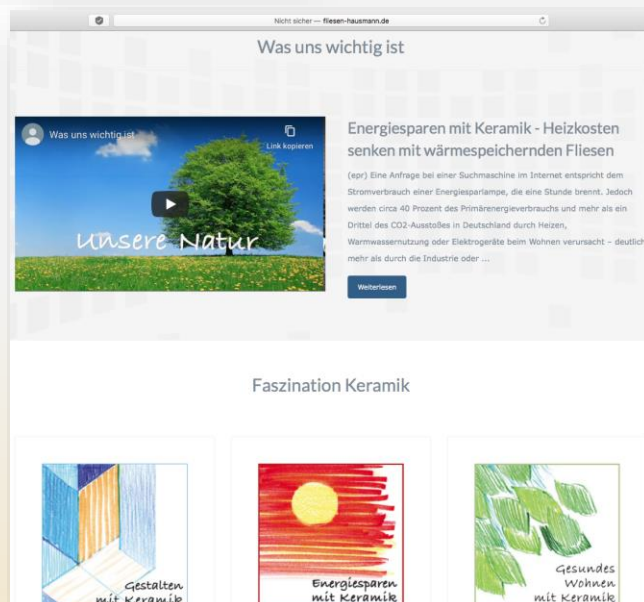 Nicht sicher — fliesen-hausmann.de
Was uns wichtig ist
Was uns wichtig ist
Link kopieren
Unsere Natur
Energiesparen mit Keramik - Heizkosten
senken mit wärmespeichernden Fliesen
(epr) Eine Anfrage bei einer Suchmaschine im Internet entspricht dem
Stromverbrauch einer Energiesparlampe, die eine Stunde brennt. Jedoch
werden circa 40 Prozent des Primärenergieverbrauchs und mehr als ein
Drittel des CO2-Ausstoßes in Deutschland durch Heizen,
Warmwassernutzung oder Elektrogeräte beim Wohnen verursacht – deutlich
mehr als durch die Industrie oder ...
Weiterlesen
Faszination Keramik
Gestalten
mit Keramik
Energiesparen
mit Keramik
Gesundes
Wohnen
mit Keramik